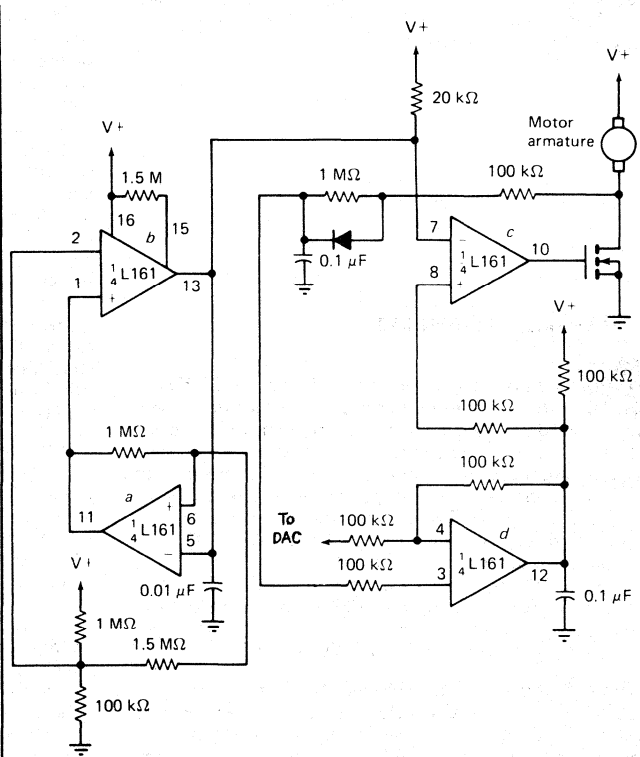 V+
20 kΩ
V+
Motor
armature
V+
1.5 M
16
15
2
b
1/4 L161
1
+
13
1 MΩ
100 kΩ
0.1 μF
7
−
c
1/4 L161
8
+
10
V+
100 kΩ
100 kΩ
100 kΩ
1 MΩ
11
a
1/4 L161
+
6
5
−
0.01 μF
V+
1 MΩ
1.5 MΩ
100 kΩ
To
DAC
100 kΩ
100 kΩ
4
3
d
1/4 L161
12
0.1 μF